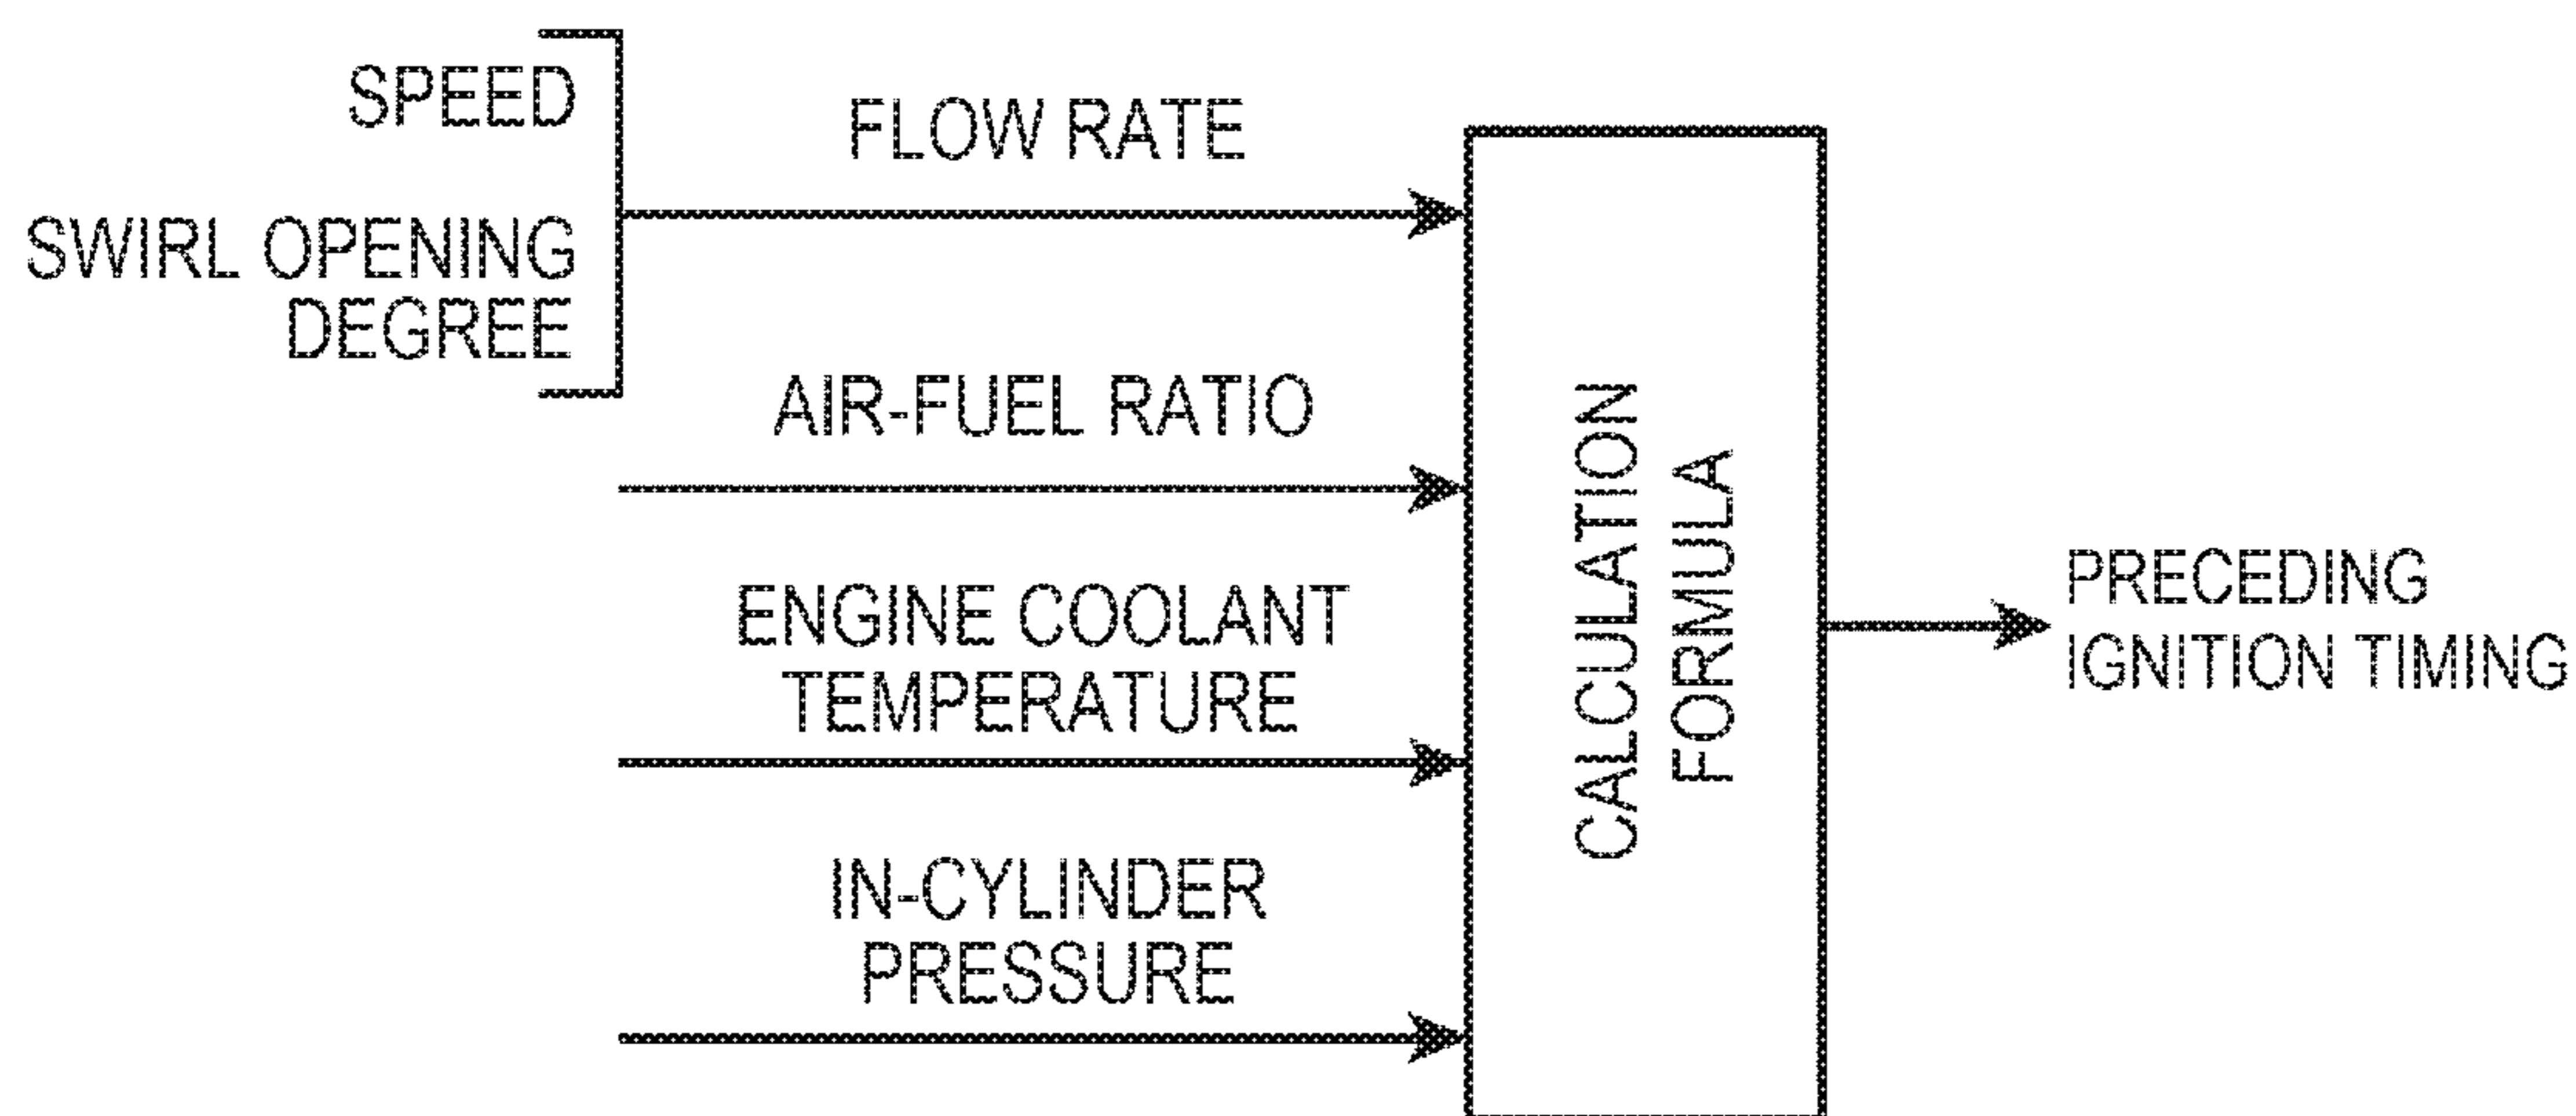 SPEED
SWIRL OPENING
DEGREE
FLOW RATE
AIR-FUEL RATIO
ENGINE COOLANT
TEMPERATURE
IN-CYLINDER
PRESSURE
CALCULATION
FORMULA
PRECEDING
IGNITION TIMING